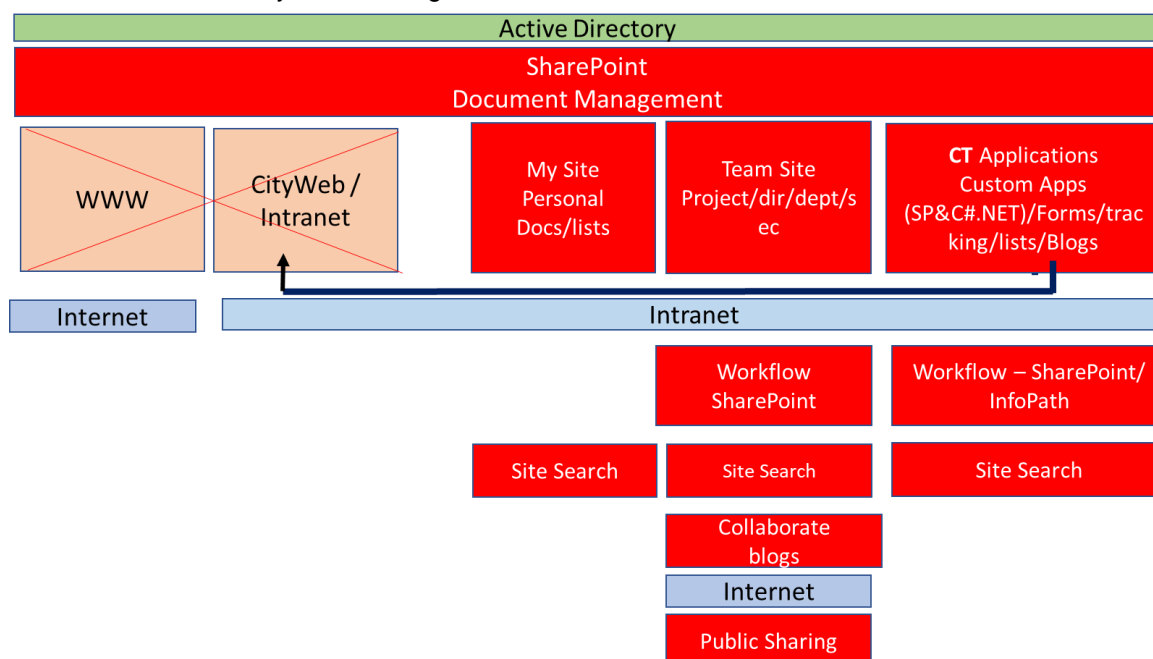 Active Directory
SharePoint
Document Management
WWW
CityWeb /
Intranet
My Site
Personal
Docs/lists
Team Site
Project/dir/dept/s
ec
CT Applications
Custom Apps
(SP&C#.NET)/Forms/trac
king/lists/Blogs
Internet
Intranet
Workflow
SharePoint
Workflow – SharePoint/
InfoPath
Site Search
Site Search
Site Search
Collaborate
blogs
Internet
Public Sharing